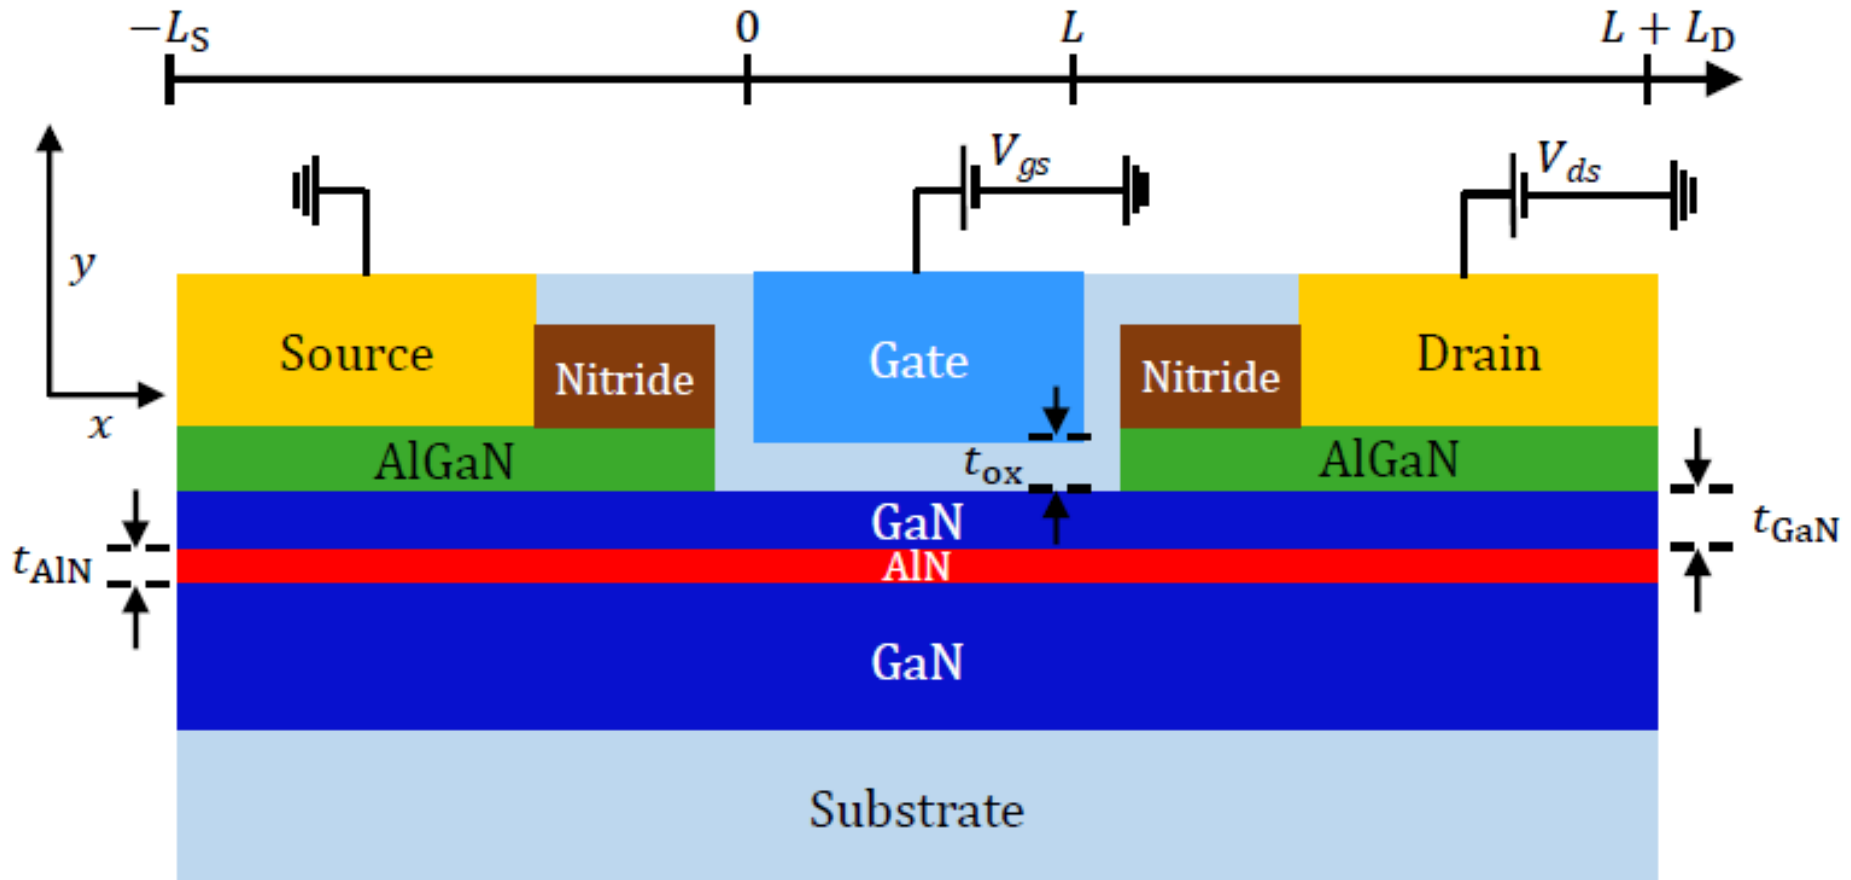 −L_S 0 L L + L_D
V_gs V_ds
y
x
Source Nitride Gate Nitride Drain
AlGaN t_ox AlGaN
GaN t_GaN
t_AlN AlN
GaN
Substrate